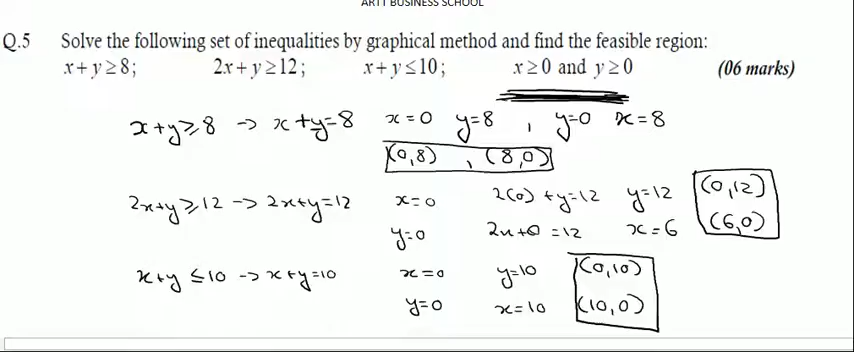 ARTT BUSINESS SCHOOL
Q.5 Solve the following set of inequalities by graphical method and find the feasible region:
x + y ≥ 8; 2x + y ≥ 12; x + y ≤ 10; x ≥ 0 and y ≥ 0 (06 marks)
x+y≥8 → x+y=8 x=0 y=8 , y=0 x=8
(0,8) , (8,0)
2x+y≥12 → 2x+y=12 x=0 2(0)+y=12 y=12 (0,12)
y=0 2x+0=12 x=6 (6,0)
x+y≤10 → x+y=10 x=0 y=10 (0,10)
y=0 x=10 (10,0)